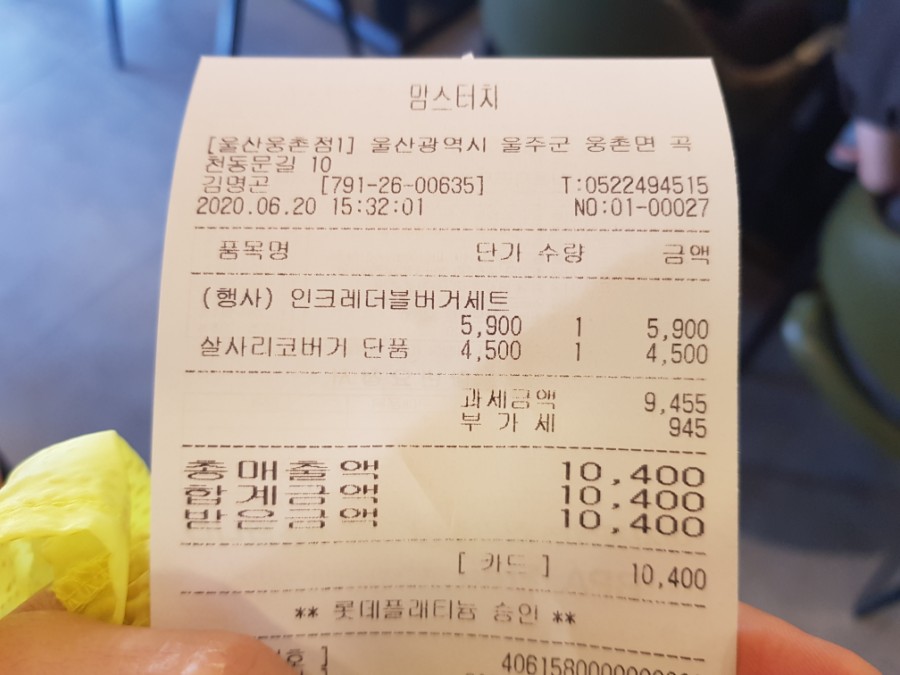 맘스터치
[울산웅촌점1] 울산광역시 울주군 웅촌면 곡
천동문길 10
김명곤 [791-26-00635] T:0522494515
2020.06.20 15:32:01 NO:01-00027
품목명 단가 수량 금액
(행사) 인크레더블버거세트
5,900 1 5,900
살사리코버거 단품 4,500 1 4,500
과세금액 9,455
부 가 세 945
총매출액 10,400
합계금액 10,400
받은금액 10,400
[ 카드 ] 10,400
** 롯데플래티늄 승인 **
호 ]